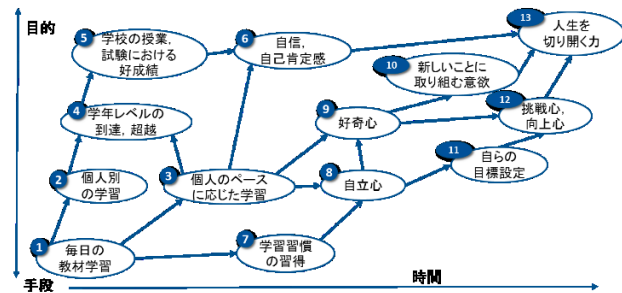 目的
13
人生を
切り開く力
5
学校の授業，
試験における
好成績
6
自信，
自己肯定感
10
新しいことに
取り組む意欲
4
学年レベルの
到達，超越
9
好奇心
12
挑戦心，
向上心
2
個人別
の学習
3
個人のペース
に応じた学習
8
自立心
11
自らの
目標設定
1
毎日の
教材学習
7
学習習慣
の習得
手段
時間